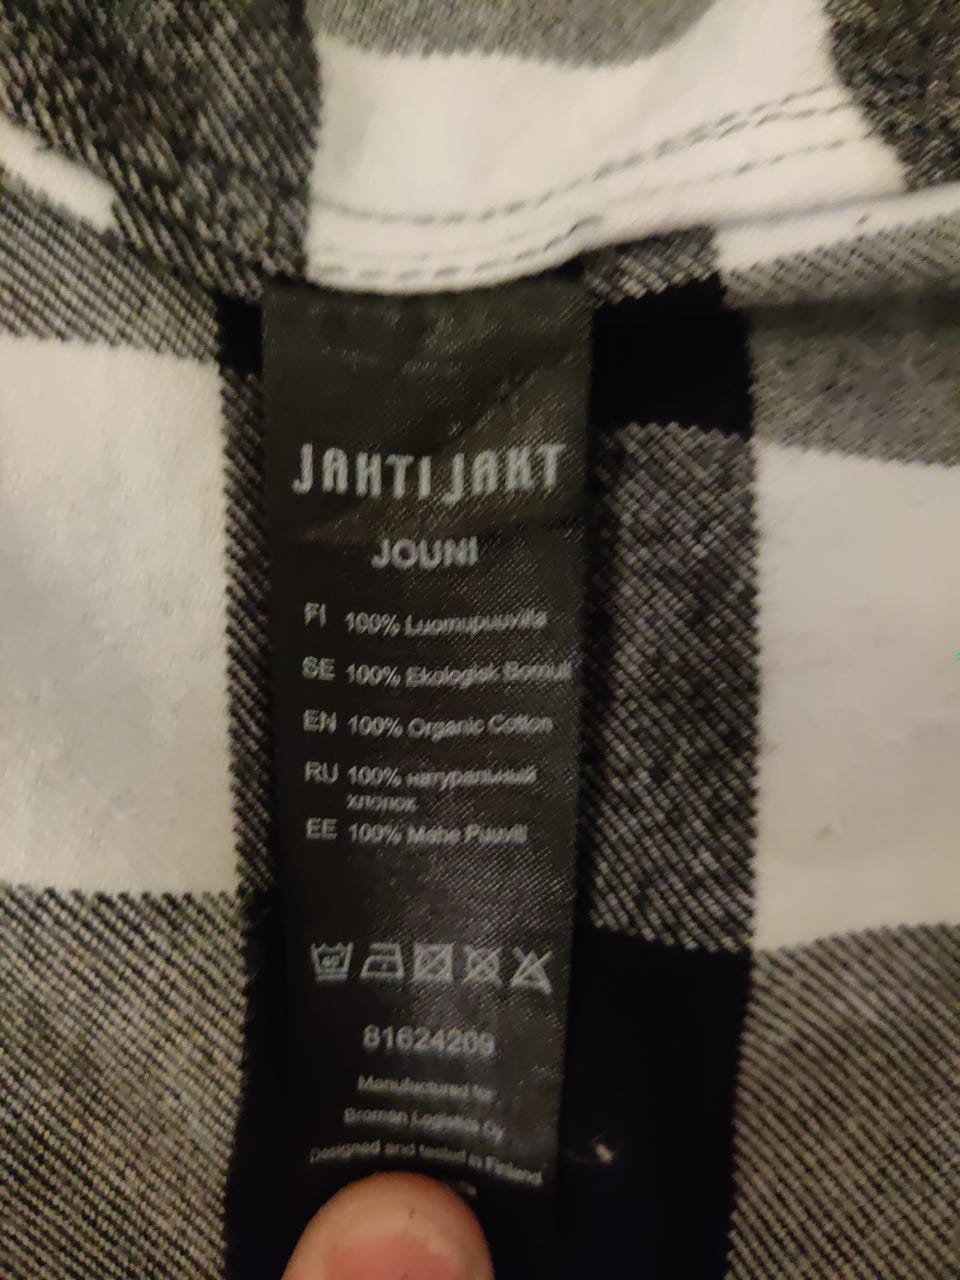 JAHTI JAKT
JOUNI
FI 100% Luomupuuvilla
SE 100% Ekologisk Bomull
EN 100% Organic Cotton
RU 100% натуральный
хлопок
EE 100% Mahe Puuvill
81624209
Manufactured for
Broman Logistics Oy
Designed and tested in Finland